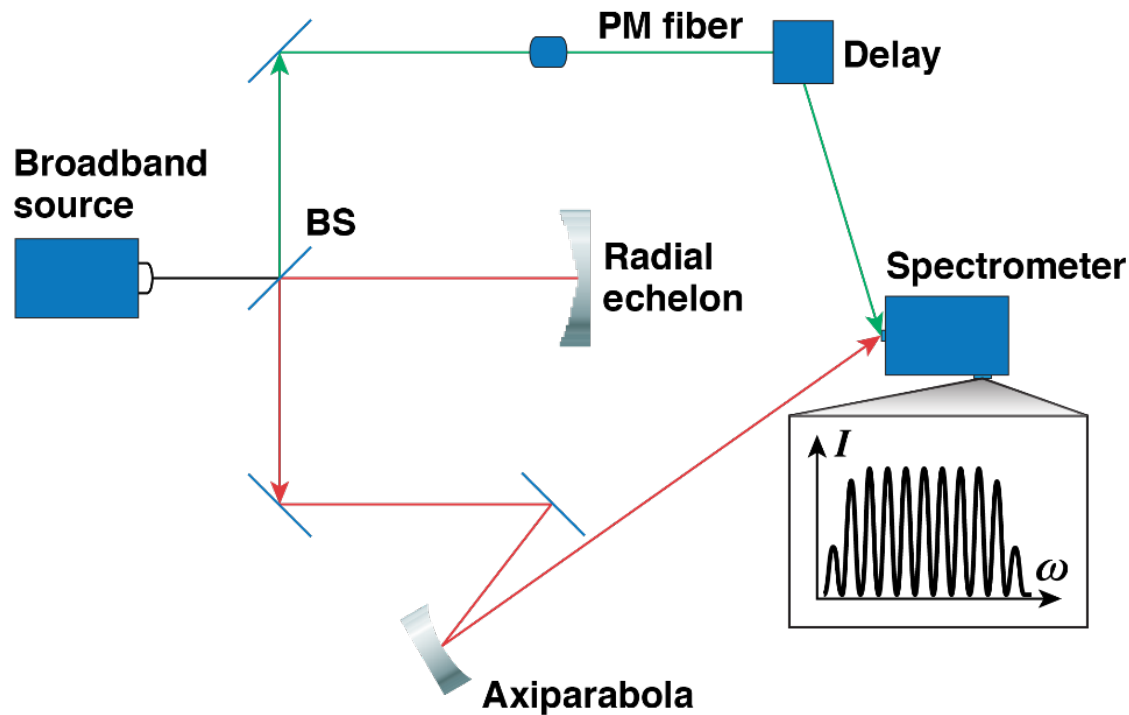 PM fiber
Delay
Broadband
source
BS
Radial
echelon
Spectrometer
I
ω
Axiparabola